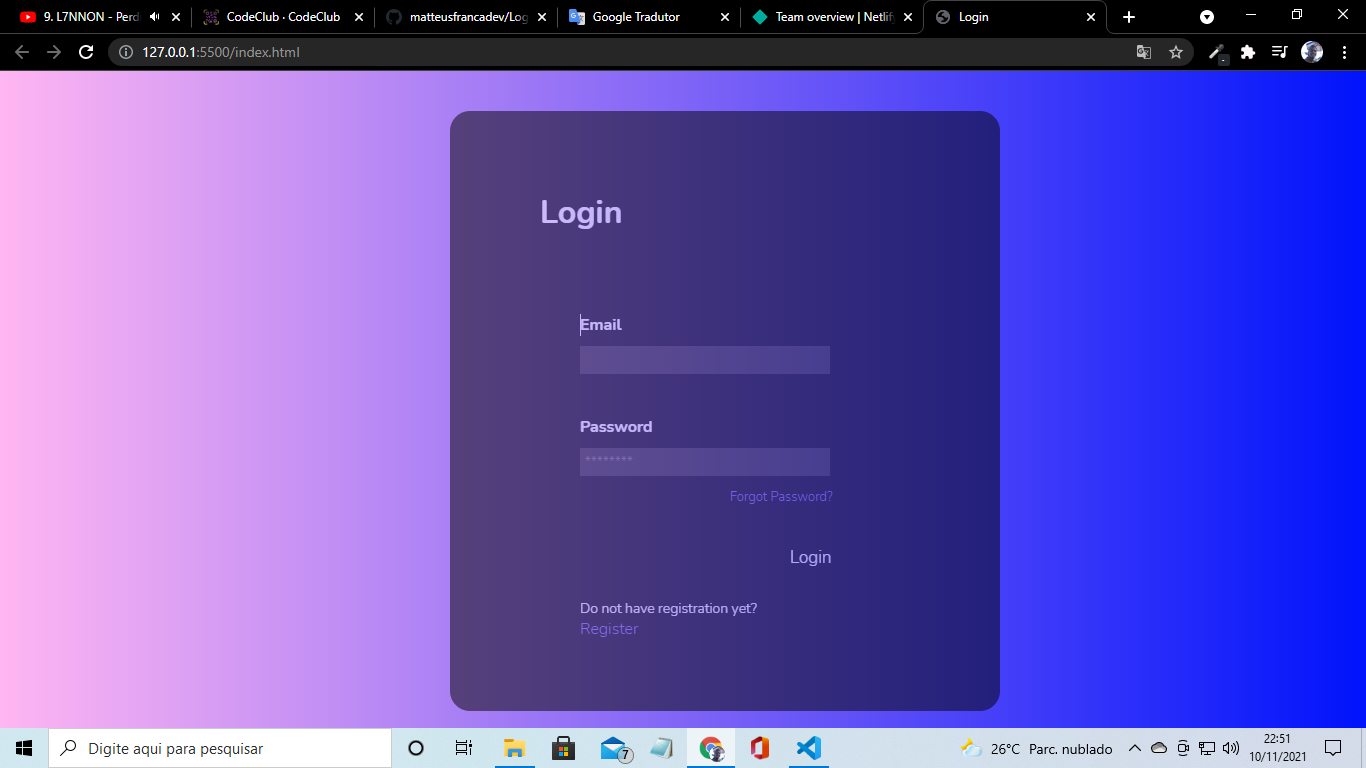 9. L7NNON - Perd
CodeClub · CodeClub
matteusfrancadev/Log
Google Tradutor
Team overview | Netlify
Login
127.0.0.1:5500/index.html
Login
Email
Password
********
Forgot Password?
Login
Do not have registration yet?
Register
Digite aqui para pesquisar
7
26°C Parc. nublado
22:51
10/11/2021